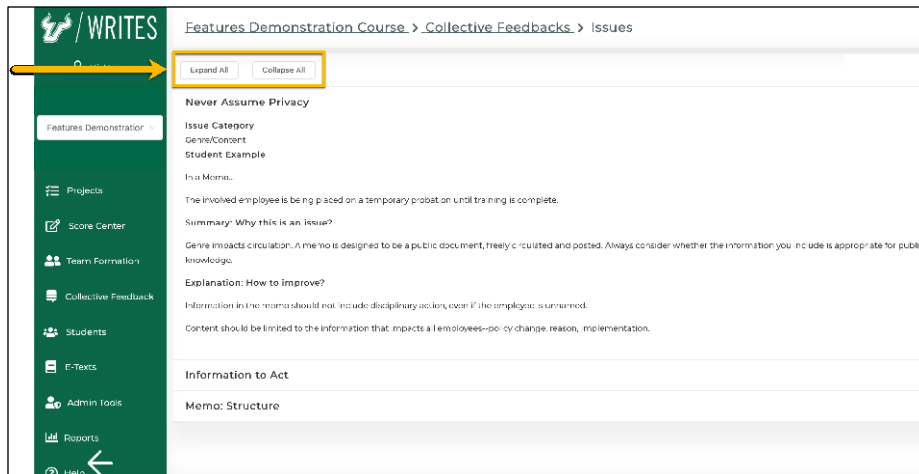 /WRITES
Features Demonstration Course > Collective Feedbacks > Issues
Expand All
Collapse All
Features Demonstration
Projects
Score Center
Team Formation
Collective Feedback
Students
E-Texts
Admin Tools
Reports
Help
Never Assume Privacy
Issue Category
Genre/Content
Student Example
In a Memo...
The involved employee is being placed on a temporary probation until training is complete.
Summary: Why this is an issue?
Genre impacts circulation. A memo is designed to be a public document, freely circulated and posted. Always consider whether the information you include is appropriate for publi
knowledge.
Explanation: How to improve?
Information in the memo should not include disciplinary action, even if the employee is unnamed.
Content should be limited to the information that impacts all employees--policy change, reason, implementation.
Information to Act
Memo: Structure